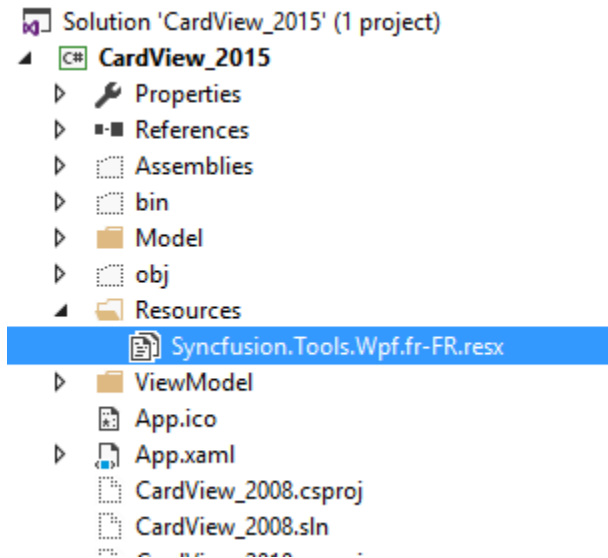 Solution 'CardView_2015' (1 project)
C# CardView_2015
Properties
References
Assemblies
bin
Model
obj
Resources
Syncfusion.Tools.Wpf.fr-FR.resx
ViewModel
App.ico
App.xaml
CardView_2008.csproj
CardView_2008.sln